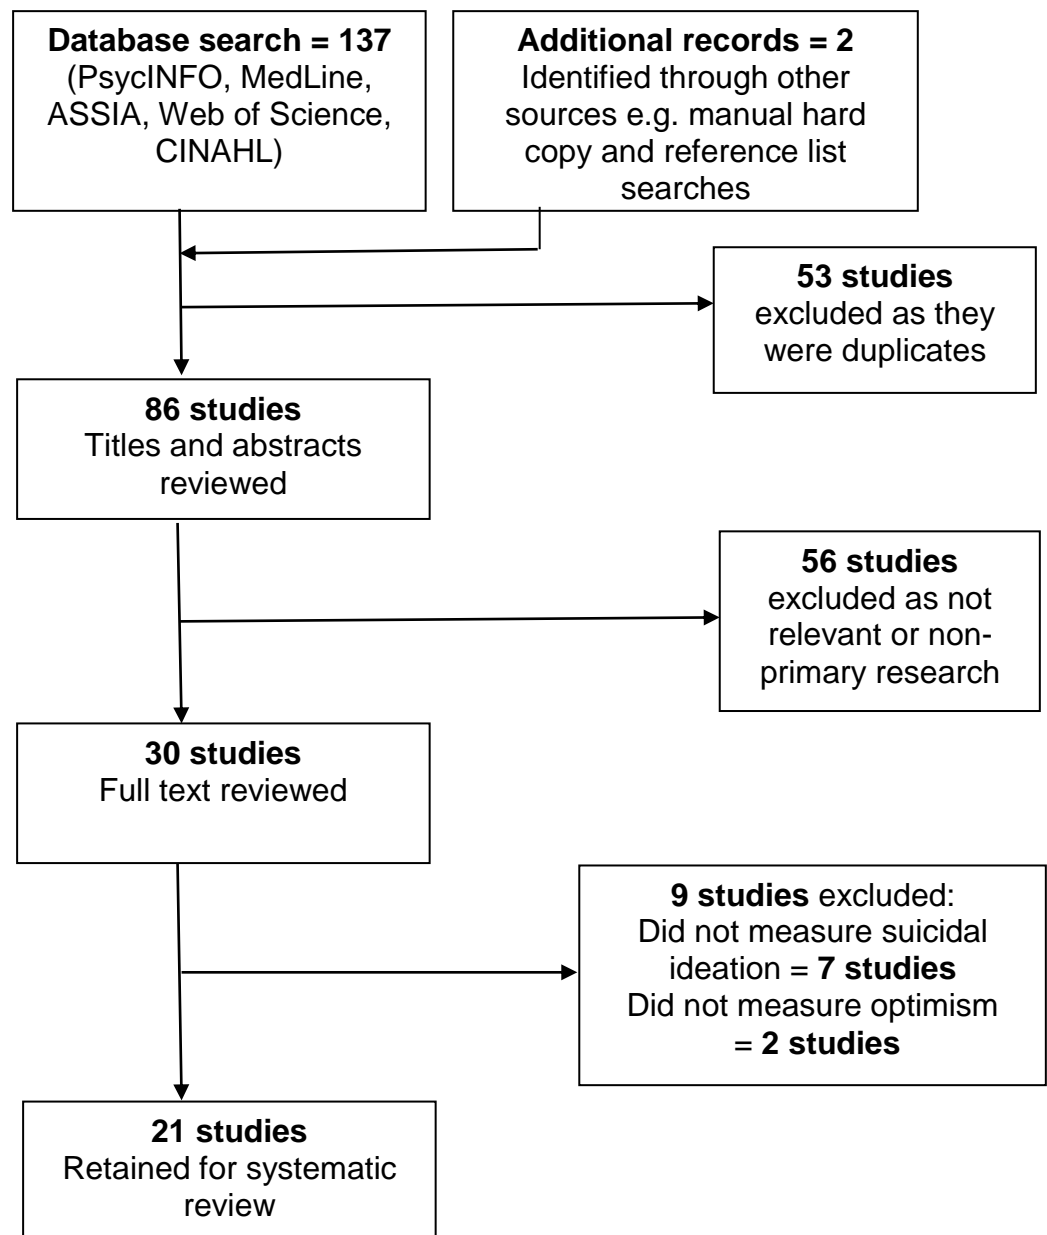 Database search = 137
(PsycINFO, MedLine,
ASSIA, Web of Science,
CINAHL)
Additional records = 2
Identified through other
sources e.g. manual hard
copy and reference list
searches
53 studies
excluded as they
were duplicates
86 studies
Titles and abstracts
reviewed
56 studies
excluded as not
relevant or non-
primary research
30 studies
Full text reviewed
9 studies excluded:
Did not measure suicidal
ideation = 7 studies
Did not measure optimism
= 2 studies
21 studies
Retained for systematic
review